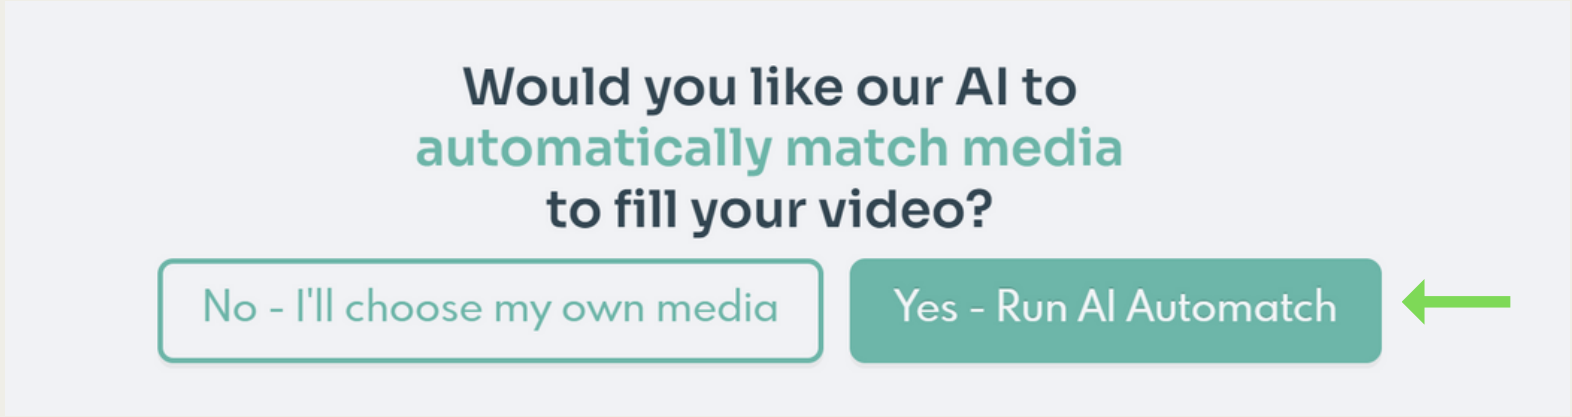 Would you like our AI to
automatically match media
to fill your video?
No - I'll choose my own media
Yes - Run AI Automatch